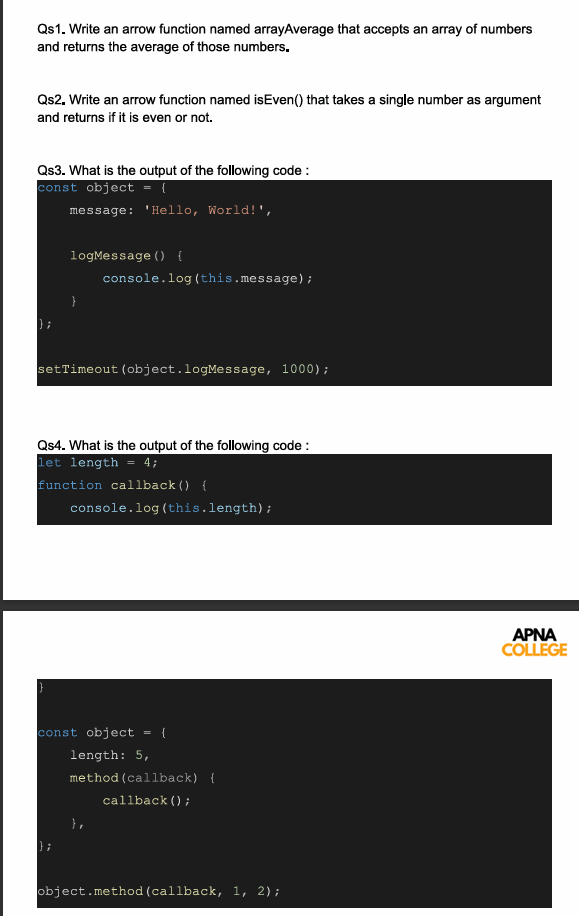 Qs1. Write an arrow function named arrayAverage that accepts an array of numbers
and returns the average of those numbers.
Qs2. Write an arrow function named isEven() that takes a single number as argument
and returns if it is even or not.
Qs3. What is the output of the following code :
const object = {
    message: 'Hello, World!',
    logMessage() {
        console.log(this.message);
    }
};
setTimeout(object.logMessage, 1000);
Qs4. What is the output of the following code :
let length = 4;
function callback() {
    console.log(this.length);
APNA
COLLEGE
}
const object = {
    length: 5,
    method(callback) {
        callback();
    },
};
object.method(callback, 1, 2);